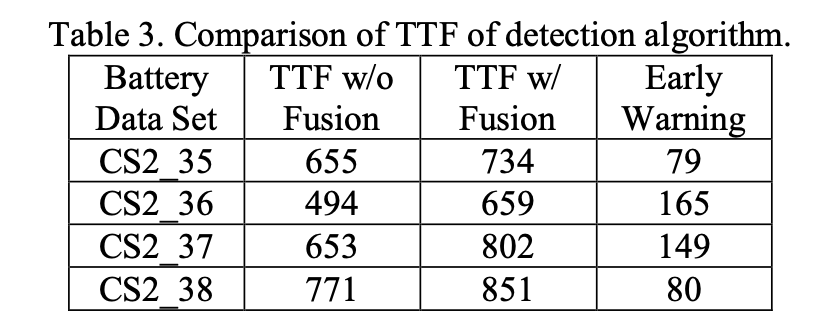 Table 3. Comparison of TTF of detection algorithm.
Battery Data Set TTF w/o Fusion TTF w/ Fusion Early Warning
CS2_35 655 734 79
CS2_36 494 659 165
CS2_37 653 802 149
CS2_38 771 851 80